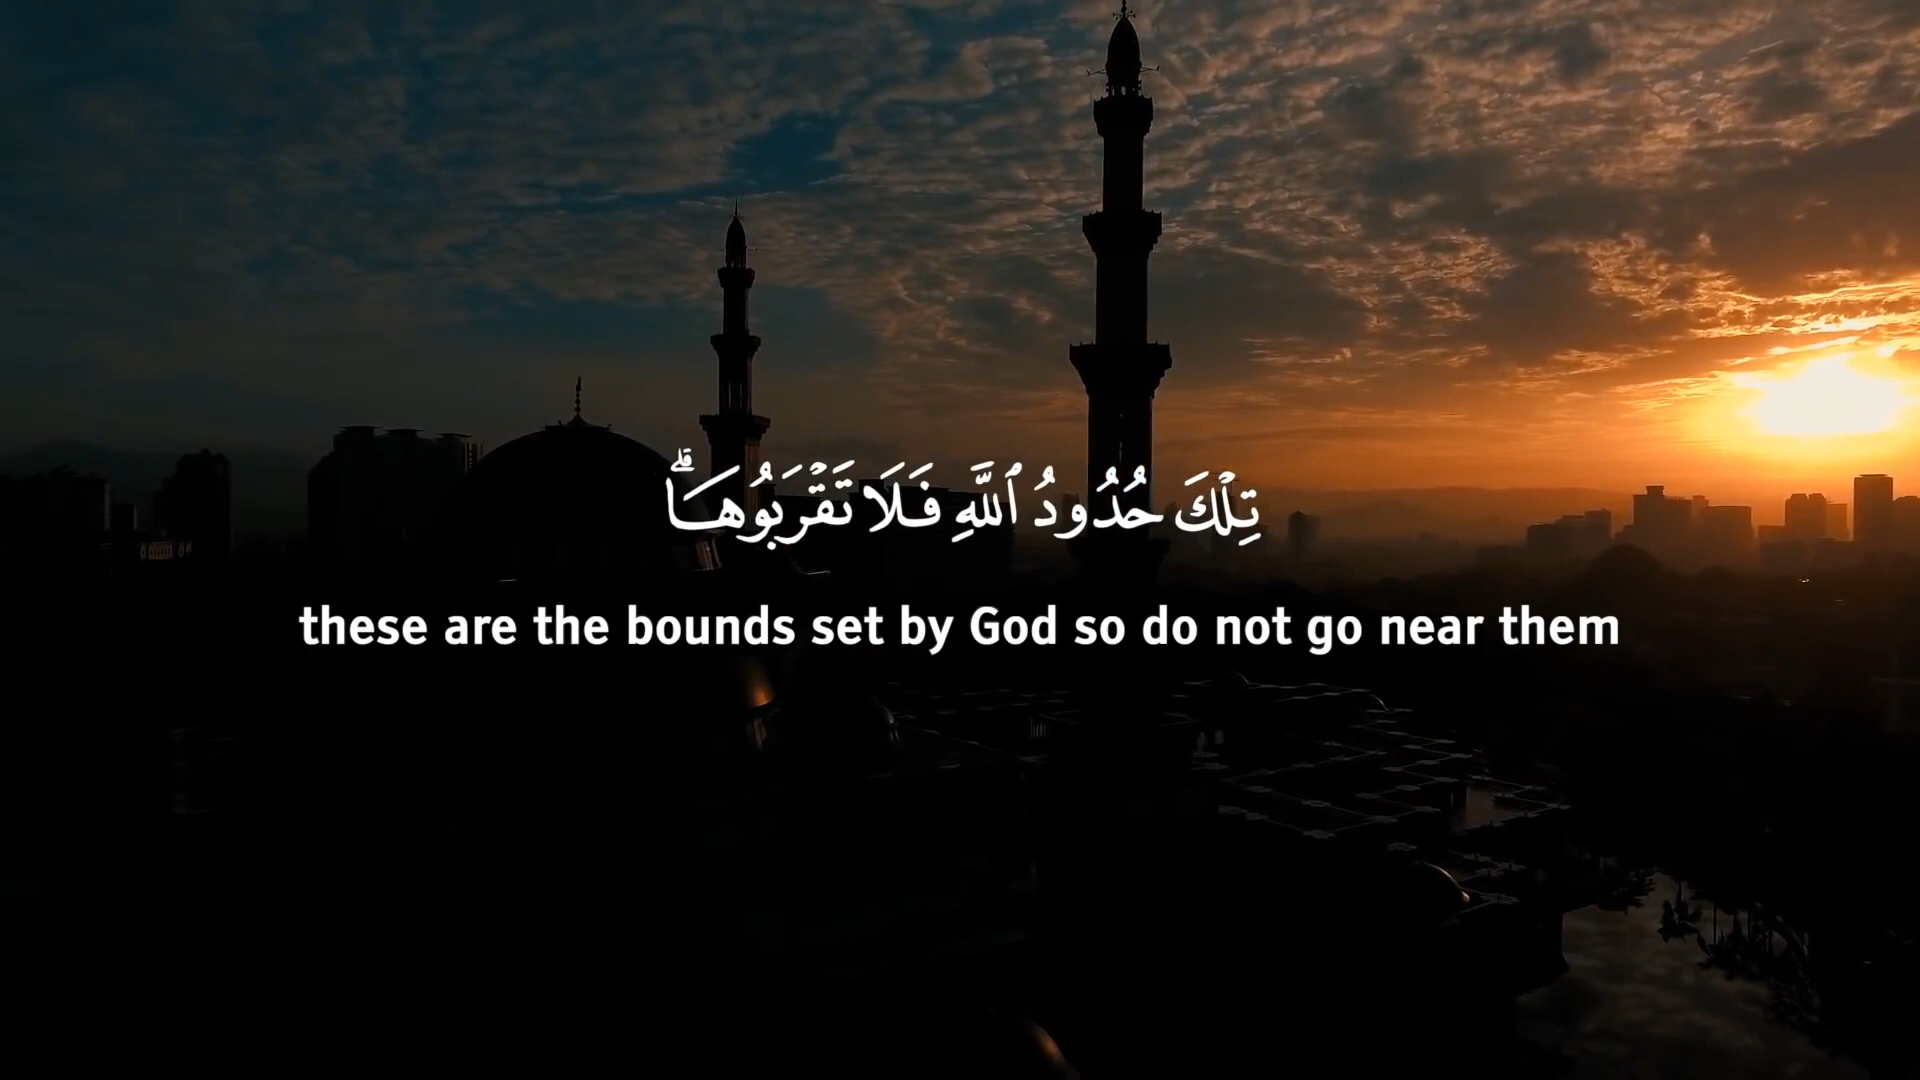 تِلْكَ حُدُودُ ٱللَّهِ فَلَا تَقْرَبُوهَاۗ
these are the bounds set by God so do not go near them